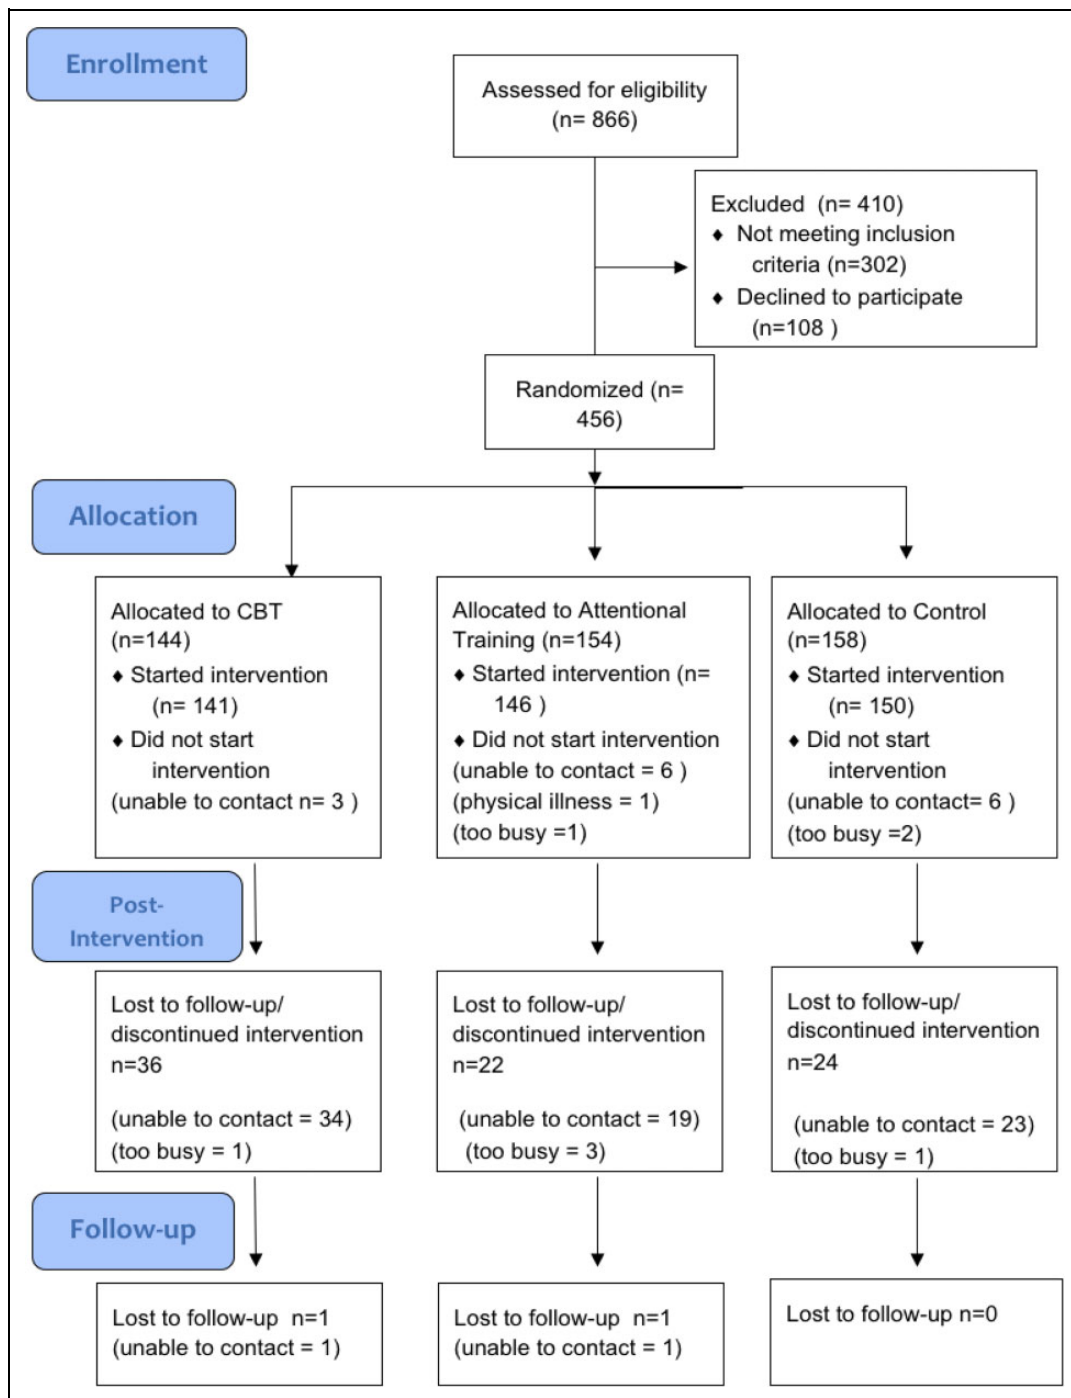 Enrollment
Assessed for eligibility
(n= 866)
Excluded (n= 410)
♦ Not meeting inclusion
criteria (n=302)
♦ Declined to participate
(n=108 )
Randomized (n=
456)
Allocation
Allocated to CBT
(n=144)
♦ Started intervention
(n= 141)
♦ Did not start
intervention
(unable to contact n= 3 )
Allocated to Attentional
Training (n=154)
♦ Started intervention (n=
146 )
♦ Did not start intervention
(unable to contact = 6 )
(physical illness = 1)
(too busy =1)
Allocated to Control
(n=158)
♦ Started intervention
(n= 150)
♦ Did not start
intervention
(unable to contact= 6 )
(too busy =2)
Post-
Intervention
Lost to follow-up/
discontinued intervention
n=36
(unable to contact = 34)
(too busy = 1)
Lost to follow-up/
discontinued intervention
n=22
(unable to contact = 19)
(too busy = 3)
Lost to follow-up/
discontinued intervention
n=24
(unable to contact = 23)
(too busy = 1)
Follow-up
Lost to follow-up n=1
(unable to contact = 1)
Lost to follow-up n=1
(unable to contact = 1)
Lost to follow-up n=0